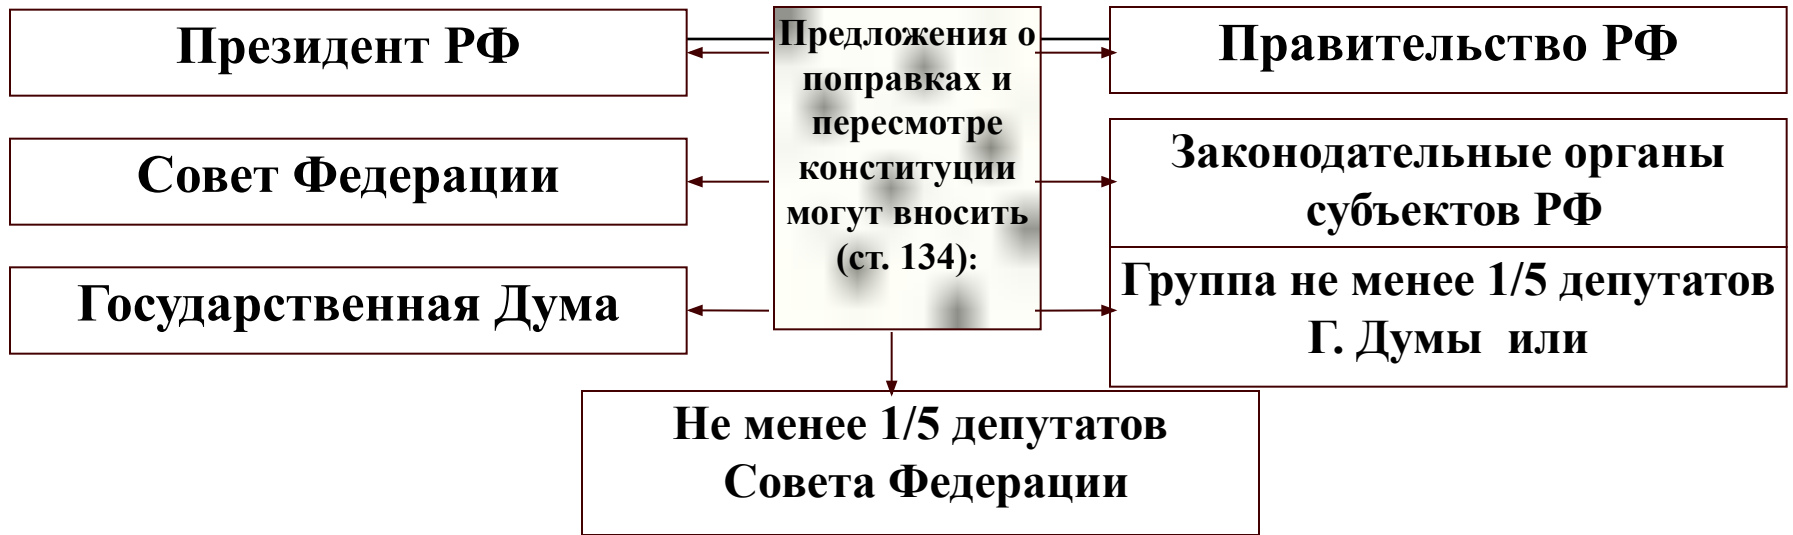 Президент РФ
Предложения о
поправках и
пересмотре
конституции
могут вносить
(ст. 134):
Правительство РФ
Совет Федерации
Законодательные органы
субъектов РФ
Государственная Дума
Группа не менее 1/5 депутатов
Г. Думы или
Не менее 1/5 депутатов
Совета Федерации